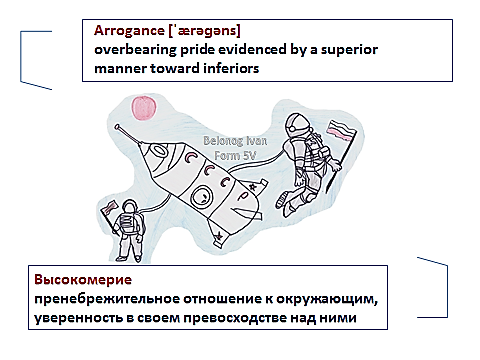 Arrogance [ˈærəgəns]
overbearing pride evidenced by a superior
manner toward inferiors
Belonog Ivan
Form 5V
СССР
Высокомерие
пренебрежительное отношение к окружающим,
уверенность в своем превосходстве над ними